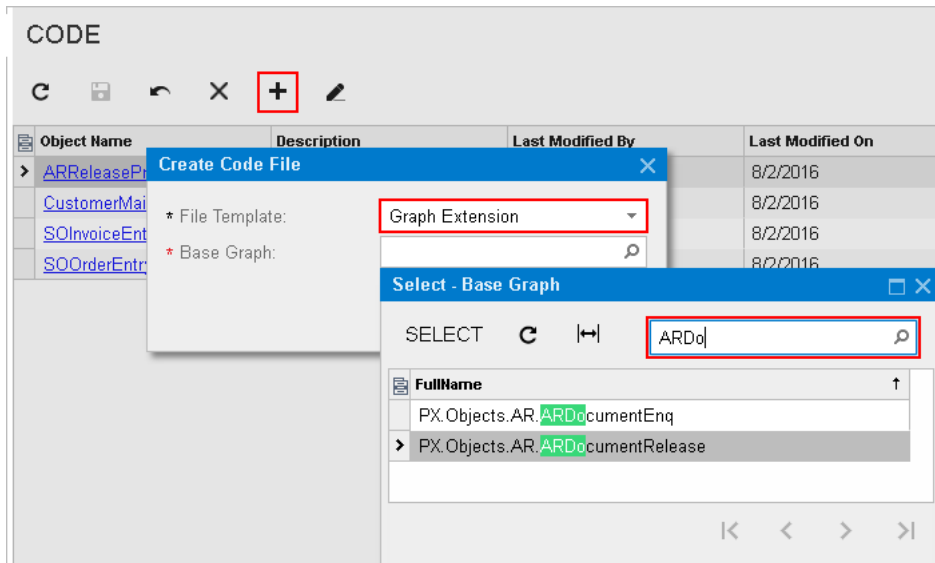 CODE
Object Name Description Last Modified By Last Modified On
ARReleasePr 8/2/2016
CustomerMai 8/2/2016
SOInvoiceEnt 8/2/2016
SOOrderEntr 8/2/2016
Create Code File
* File Template: Graph Extension
* Base Graph:
Select - Base Graph
SELECT ARDo
FullName
PX.Objects.AR.ARDocumentEnq
PX.Objects.AR.ARDocumentRelease